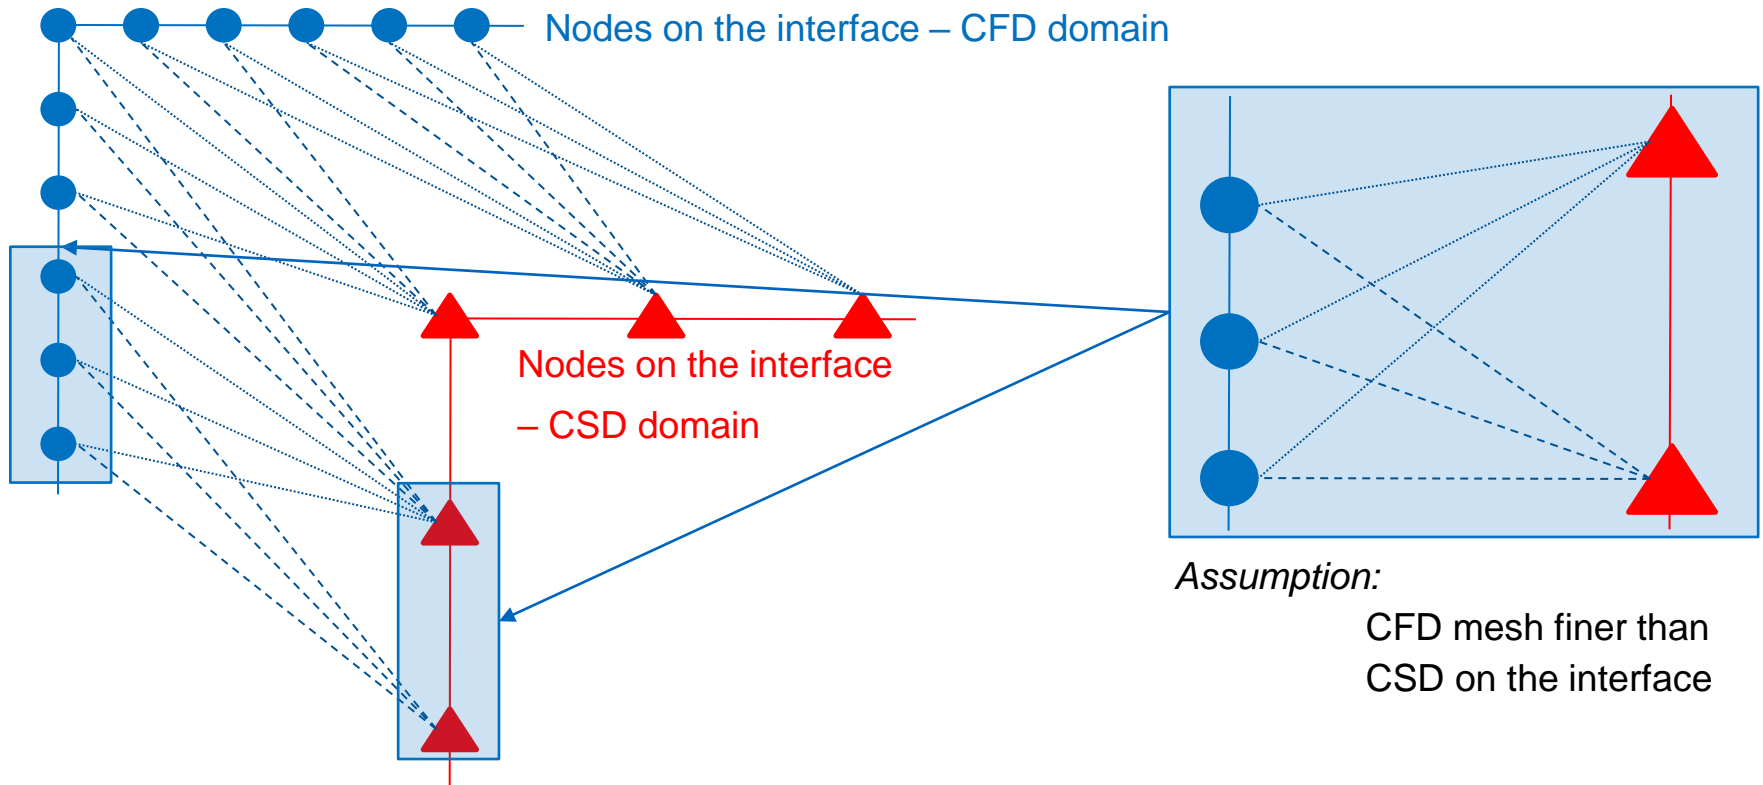 Nodes on the interface – CFD domain
Nodes on the interface
– CSD domain
Assumption:
CFD mesh finer than
CSD on the interface